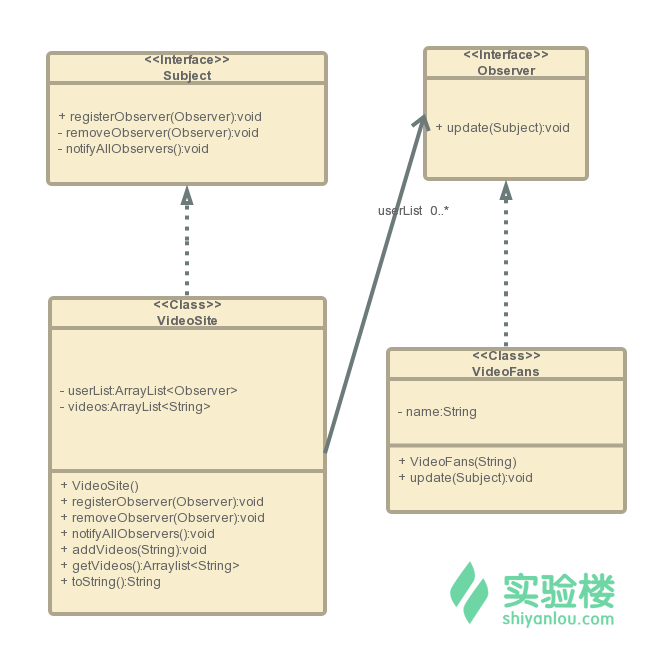 <<Interface>>
Subject
+ registerObserver(Observer):void
- removeObserver(Observer):void
- notifyAllObservers():void
<<Interface>>
Observer
+ update(Subject):void
userList 0..*
<<Class>>
VideoSite
- userList:ArrayList<Observer>
- videos:ArrayList<String>
+ VideoSite()
+ registerObserver(Observer):void
+ removeObserver(Observer):void
+ notifyAllObservers():void
+ addVideos(String):void
+ getVideos():Arraylist<String>
+ toString():String
<<Class>>
VideoFans
- name:String
+ VideoFans(String)
+ update(Subject):void
实验楼
shiyanlou.com